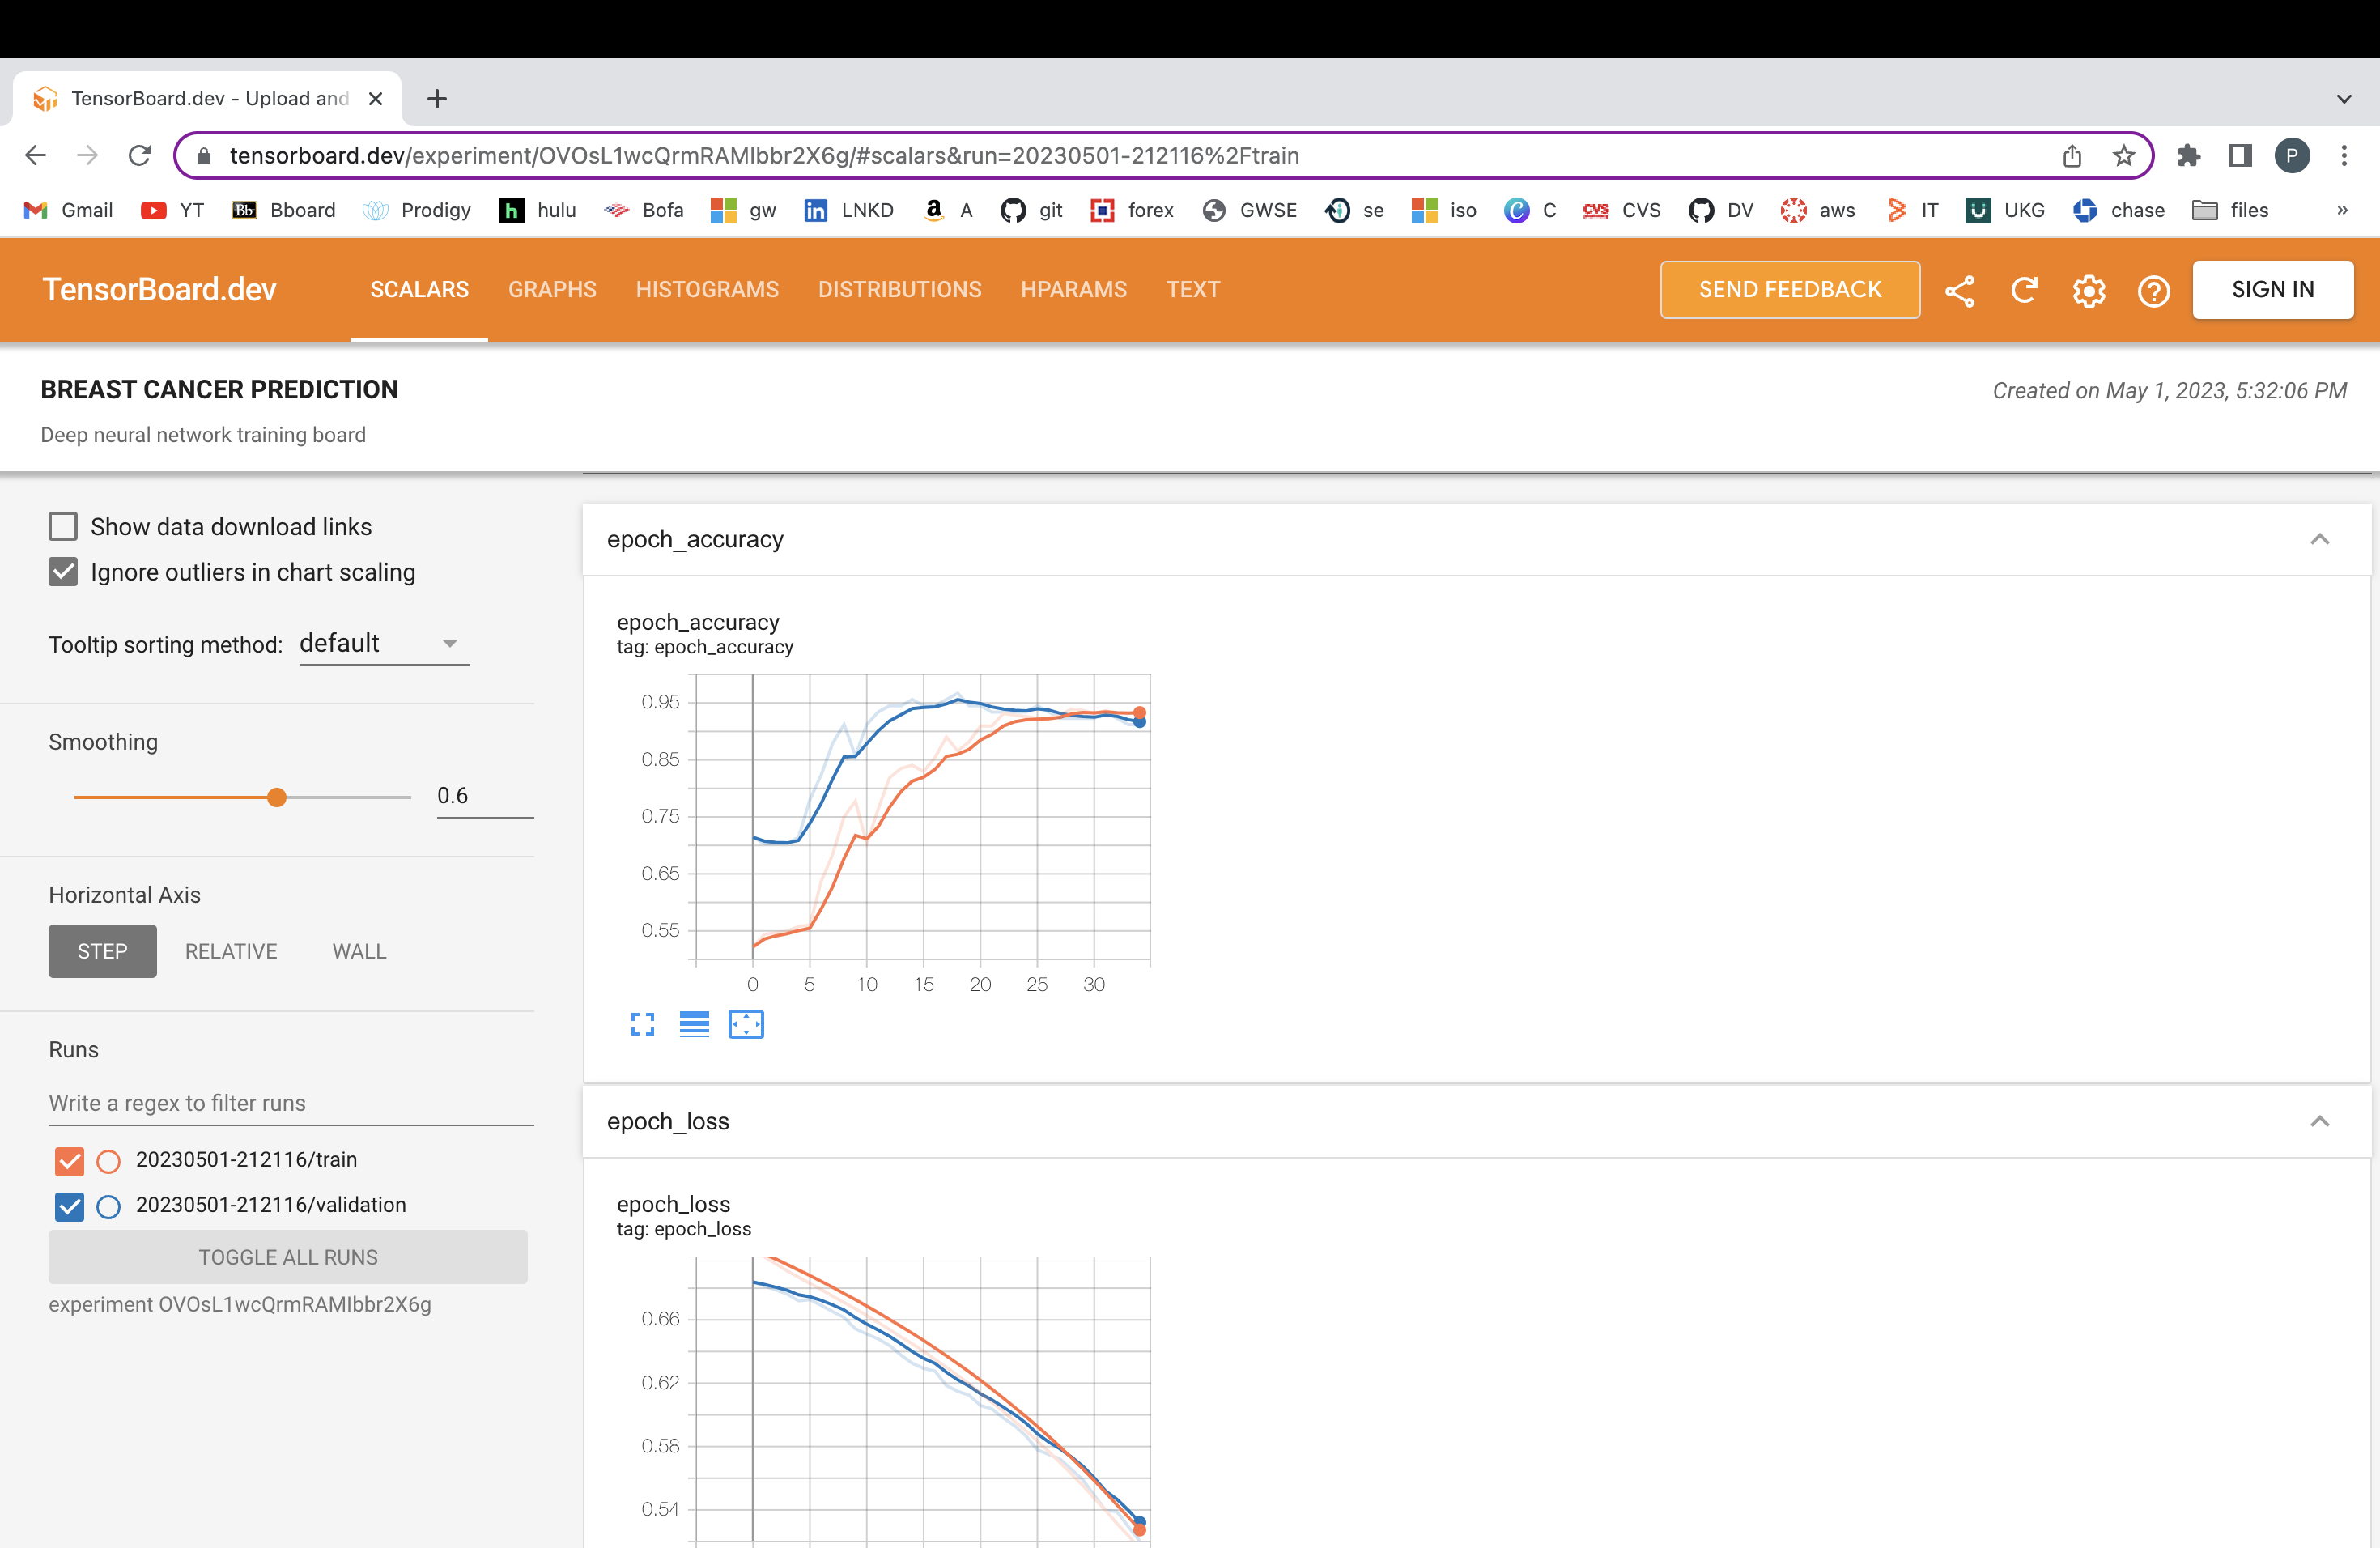 TensorBoard.dev - Upload and
tensorboard.dev/experiment/OVOsL1wcQrmRAMIbbr2X6g/#scalars&run=20230501-212116%2Ftrain
P
Gmail YT Bb Bboard Prodigy h hulu Bofa gw in LNKD a A git forex GWSE se iso C C CVS CVS DV aws IT UKG chase files »
TensorBoard.dev SCALARS GRAPHS HISTOGRAMS DISTRIBUTIONS HPARAMS TEXT SEND FEEDBACK SIGN IN
BREAST CANCER PREDICTION
Created on May 1, 2023, 5:32:06 PM
Deep neural network training board
Show data download links
Ignore outliers in chart scaling
Tooltip sorting method: default
Smoothing
0.6
Horizontal Axis
STEP RELATIVE WALL
Runs
Write a regex to filter runs
20230501-212116/train
20230501-212116/validation
TOGGLE ALL RUNS
experiment OVOsL1wcQrmRAMIbbr2X6g
epoch_accuracy
epoch_accuracy
tag: epoch_accuracy
0.95
0.85
0.75
0.65
0.55
0 5 10 15 20 25 30
epoch_loss
epoch_loss
tag: epoch_loss
0.66
0.62
0.58
0.54